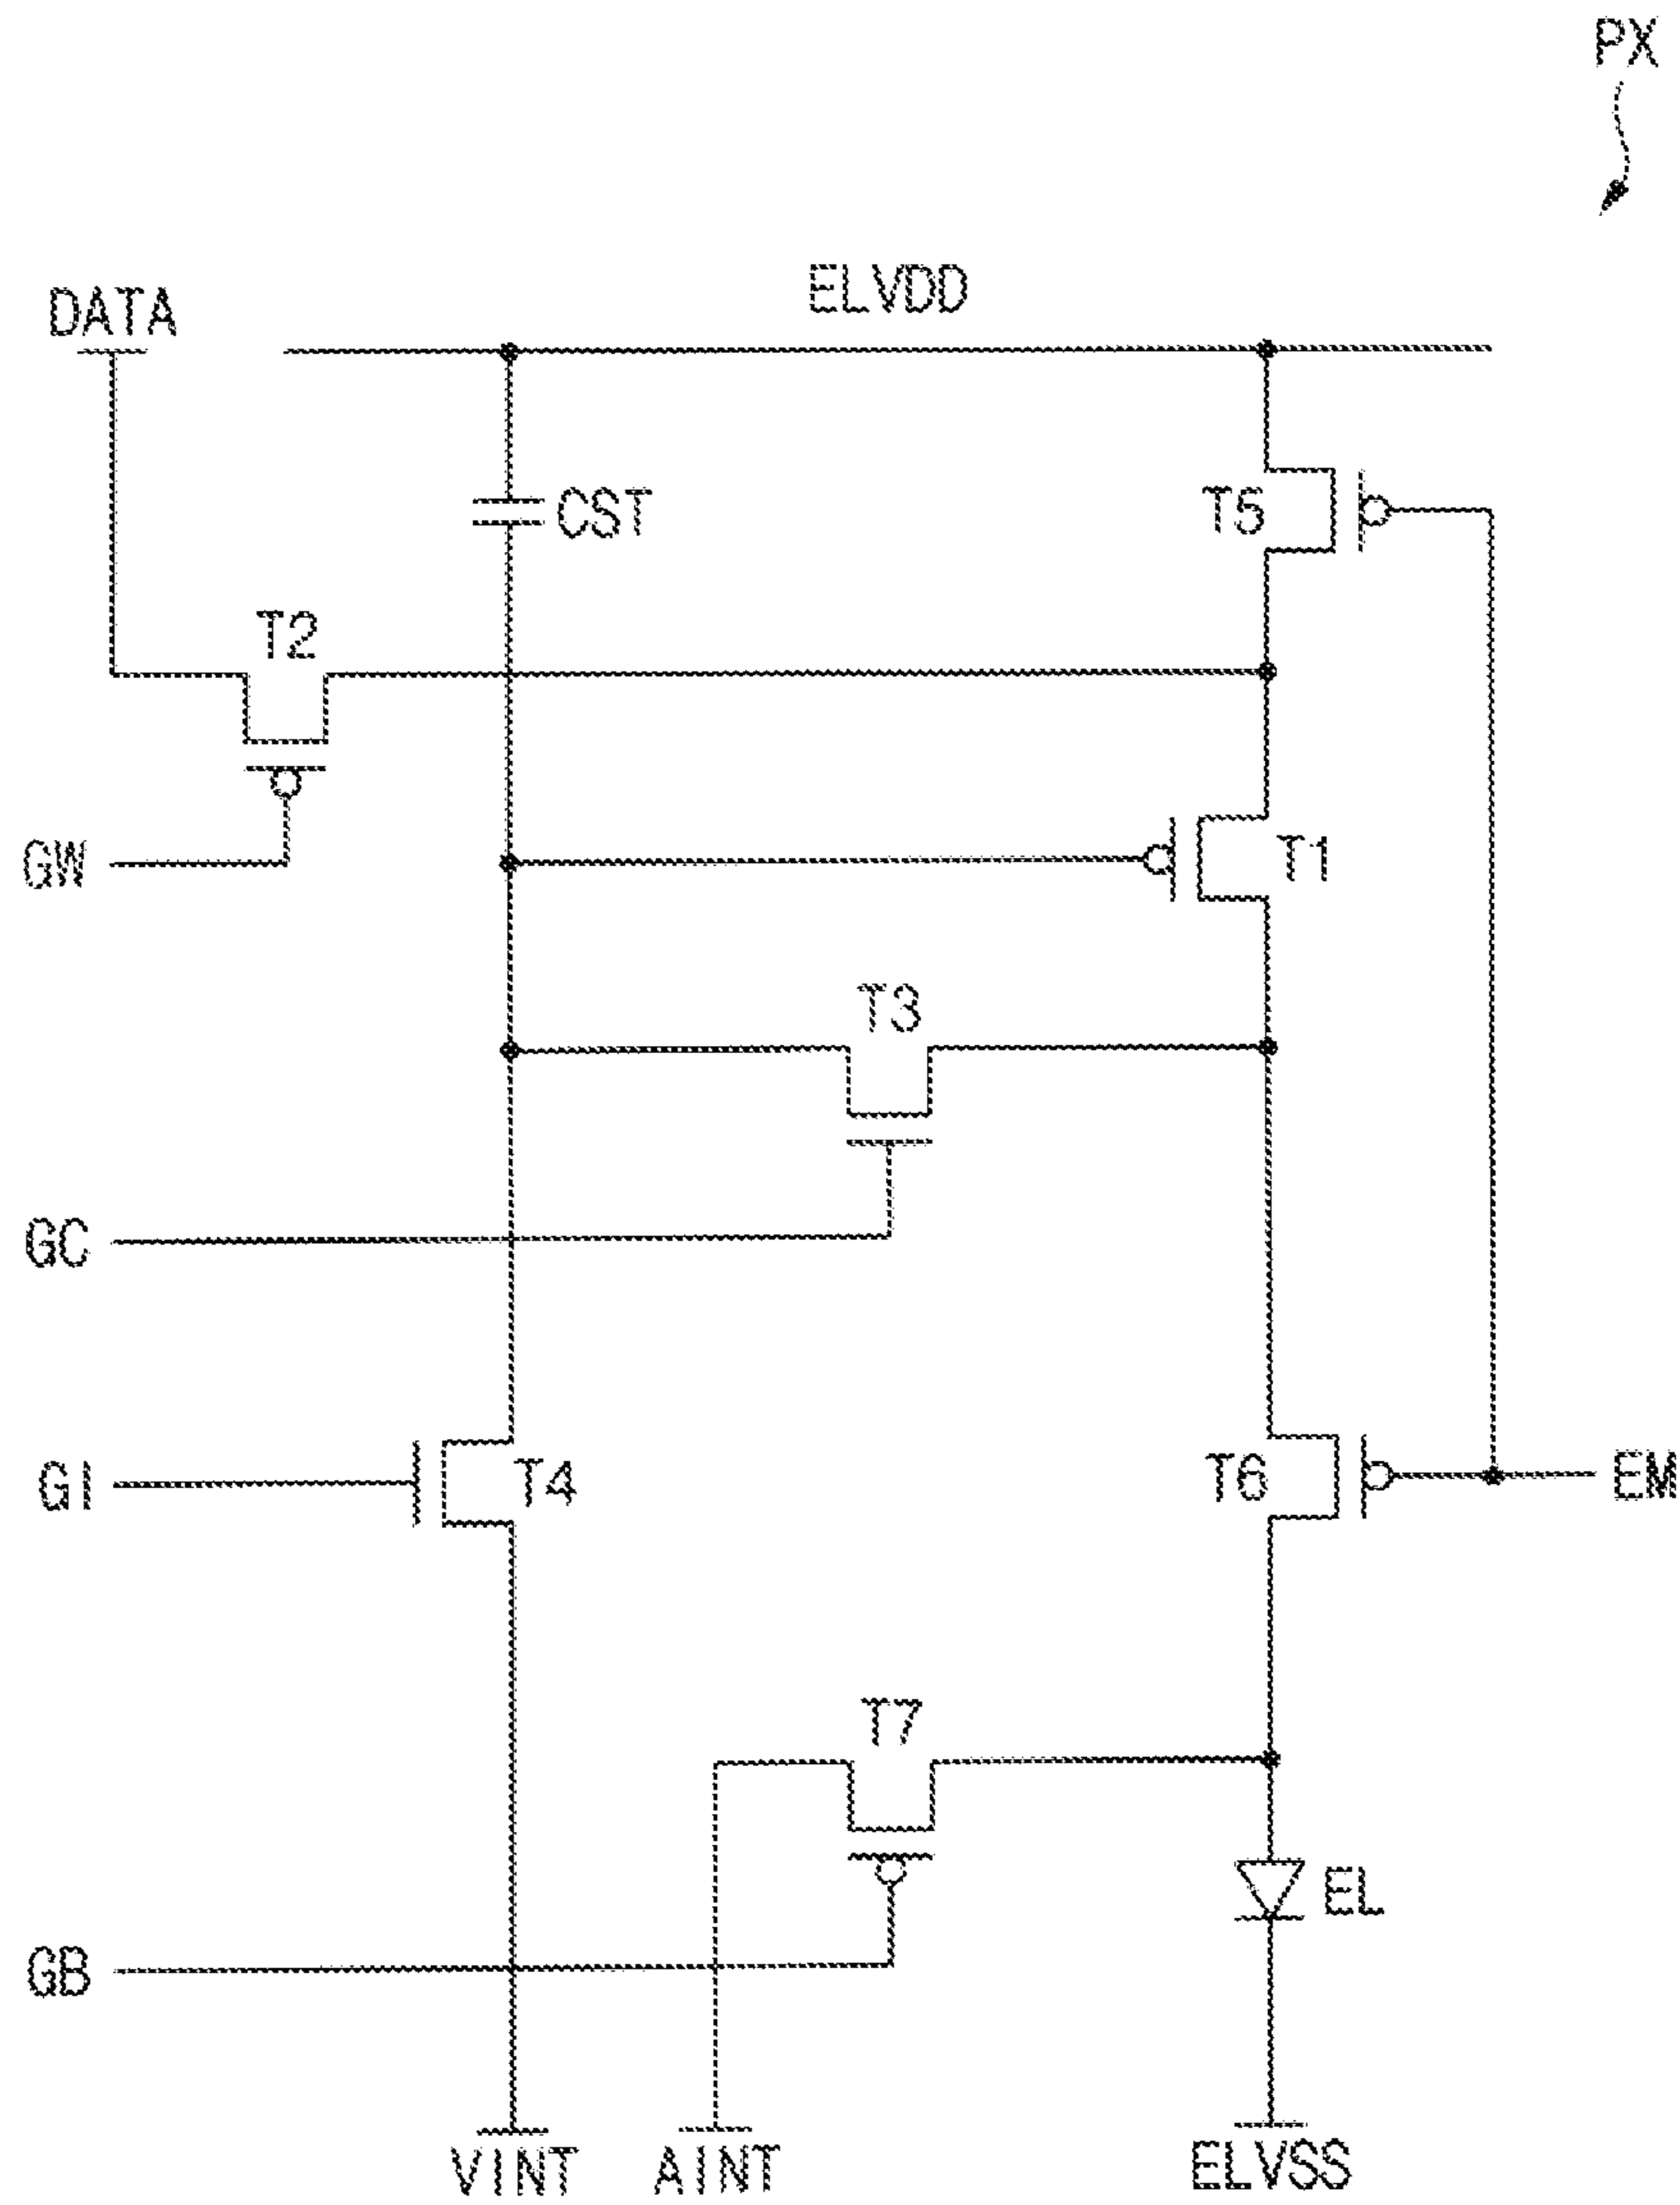 PX
ELVDD
DATA
CST
T5
T2
T1
GW
T3
GC
GI
T4
T6
EM
T7
EL
GB
VINT
AINT
ELVSS